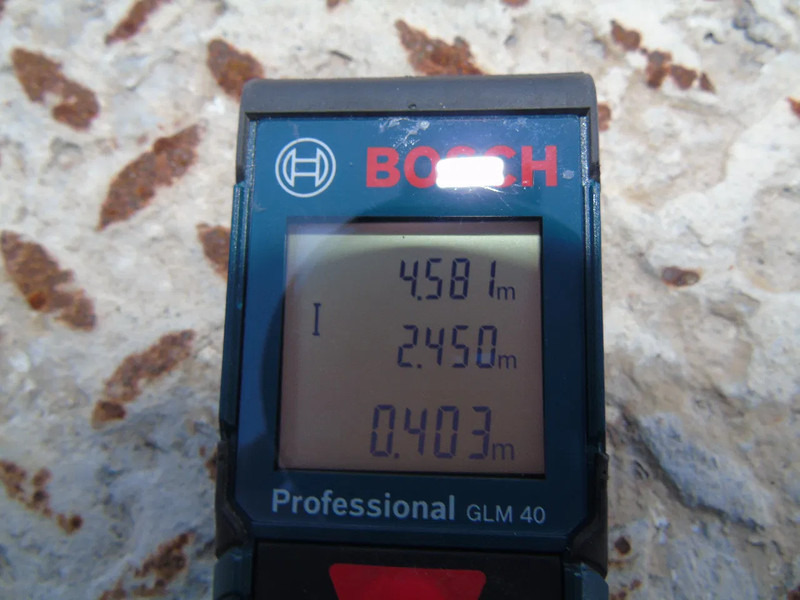 BOSCH
4.581m
2.450m
0.403m
Professional GLM 40